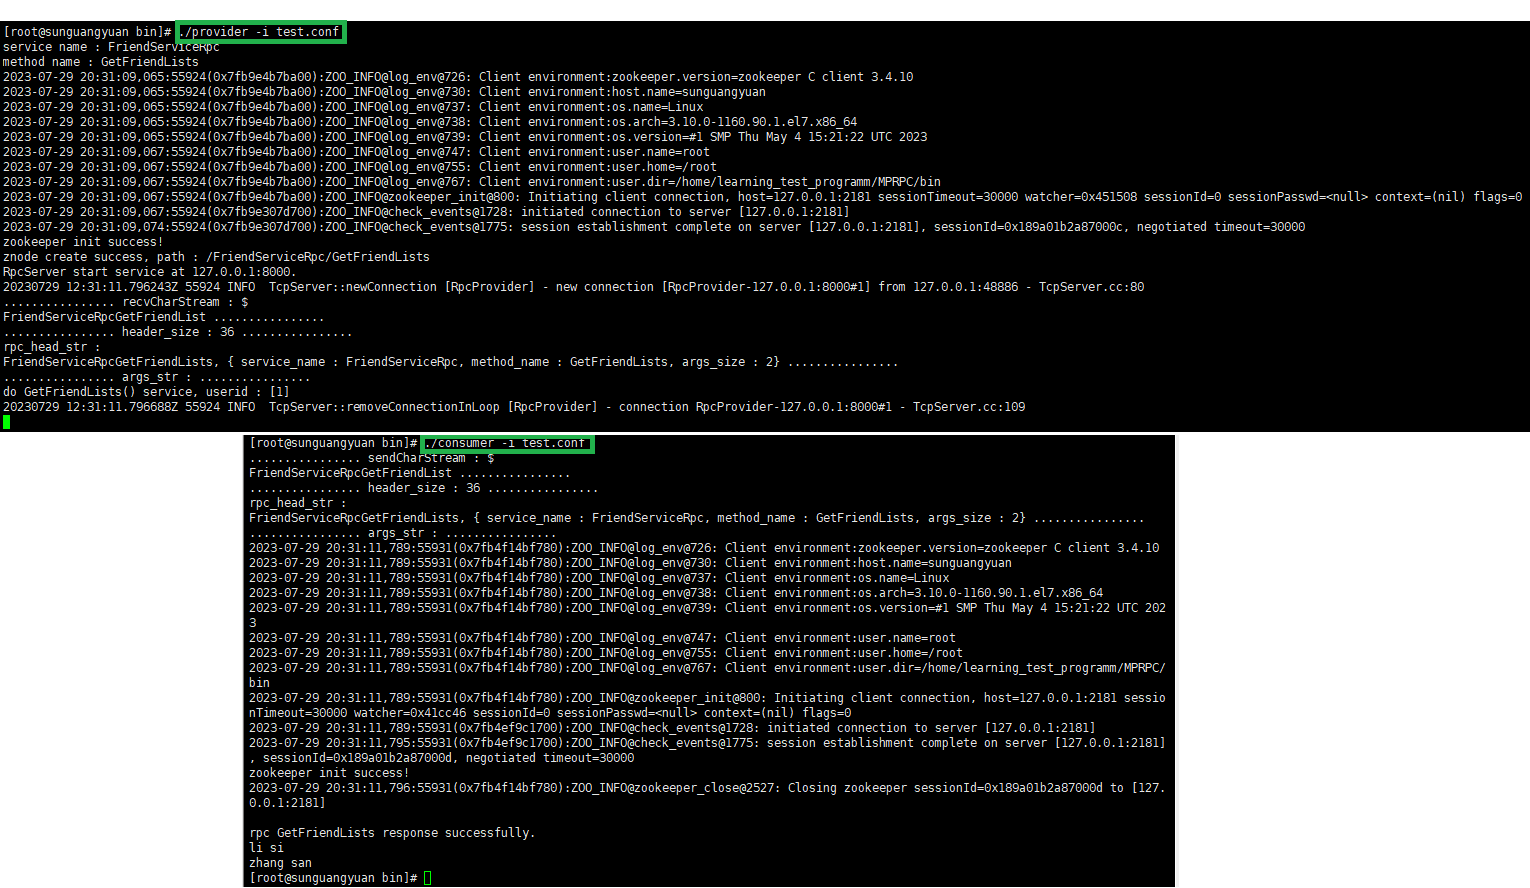 [root@sunguangyuan bin]# ./provider -i test.conf
service name : FriendServiceRpc
method name : GetFriendLists
2023-07-29 20:31:09,065:55924(0x7fb9e4b7ba00):ZOO_INFO@log_env@726: Client environment:zookeeper.version=zookeeper C client 3.4.10
2023-07-29 20:31:09,065:55924(0x7fb9e4b7ba00):ZOO_INFO@log_env@730: Client environment:host.name=sunguangyuan
2023-07-29 20:31:09,065:55924(0x7fb9e4b7ba00):ZOO_INFO@log_env@737: Client environment:os.name=Linux
2023-07-29 20:31:09,065:55924(0x7fb9e4b7ba00):ZOO_INFO@log_env@738: Client environment:os.arch=3.10.0-1160.90.1.el7.x86_64
2023-07-29 20:31:09,065:55924(0x7fb9e4b7ba00):ZOO_INFO@log_env@739: Client environment:os.version=#1 SMP Thu May 4 15:21:22 UTC 2023
2023-07-29 20:31:09,067:55924(0x7fb9e4b7ba00):ZOO_INFO@log_env@747: Client environment:user.name=root
2023-07-29 20:31:09,067:55924(0x7fb9e4b7ba00):ZOO_INFO@log_env@755: Client environment:user.home=/root
2023-07-29 20:31:09,067:55924(0x7fb9e4b7ba00):ZOO_INFO@log_env@767: Client environment:user.dir=/home/learning_test_programm/MPRPC/bin
2023-07-29 20:31:09,067:55924(0x7fb9e4b7ba00):ZOO_INFO@zookeeper_init@800: Initiating client connection, host=127.0.0.1:2181 sessionTimeout=30000 watcher=0x451508 sessionId=0 sessionPasswd=<null> context=(nil) flags=0
2023-07-29 20:31:09,067:55924(0x7fb9e307d700):ZOO_INFO@check_events@1728: initiated connection to server [127.0.0.1:2181]
2023-07-29 20:31:09,074:55924(0x7fb9e307d700):ZOO_INFO@check_events@1775: session establishment complete on server [127.0.0.1:2181], sessionId=0x189a01b2a87000c, negotiated timeout=30000
zookeeper init success!
znode create success, path : /FriendServiceRpc/GetFriendLists
RpcServer start service at 127.0.0.1:8000.
20230729 12:31:11.796243Z 55924 INFO  TcpServer::newConnection [RpcProvider] - new connection [RpcProvider-127.0.0.1:8000#1] from 127.0.0.1:48886 - TcpServer.cc:80
................ recvCharStream : $
FriendServiceRpcGetFriendList ................
................ header_size : 36 ................
rpc_head_str :
FriendServiceRpcGetFriendLists, { service_name : FriendServiceRpc, method_name : GetFriendLists, args_size : 2} ................
................ args_str : ................
do GetFriendLists() service, userid : [1]
20230729 12:31:11.796688Z 55924 INFO  TcpServer::removeConnectionInLoop [RpcProvider] - connection RpcProvider-127.0.0.1:8000#1 - TcpServer.cc:109
[root@sunguangyuan bin]# ./consumer -i test.conf
................ sendCharStream : $
FriendServiceRpcGetFriendList ................
................ header_size : 36 ................
rpc_head_str :
FriendServiceRpcGetFriendLists, { service_name : FriendServiceRpc, method_name : GetFriendLists, args_size : 2} ................
................ args_str : ................
2023-07-29 20:31:11,789:55931(0x7fb4f14bf780):ZOO_INFO@log_env@726: Client environment:zookeeper.version=zookeeper C client 3.4.10
2023-07-29 20:31:11,789:55931(0x7fb4f14bf780):ZOO_INFO@log_env@730: Client environment:host.name=sunguangyuan
2023-07-29 20:31:11,789:55931(0x7fb4f14bf780):ZOO_INFO@log_env@737: Client environment:os.name=Linux
2023-07-29 20:31:11,789:55931(0x7fb4f14bf780):ZOO_INFO@log_env@738: Client environment:os.arch=3.10.0-1160.90.1.el7.x86_64
2023-07-29 20:31:11,789:55931(0x7fb4f14bf780):ZOO_INFO@log_env@739: Client environment:os.version=#1 SMP Thu May 4 15:21:22 UTC 202
3
2023-07-29 20:31:11,789:55931(0x7fb4f14bf780):ZOO_INFO@log_env@747: Client environment:user.name=root
2023-07-29 20:31:11,789:55931(0x7fb4f14bf780):ZOO_INFO@log_env@755: Client environment:user.home=/root
2023-07-29 20:31:11,789:55931(0x7fb4f14bf780):ZOO_INFO@log_env@767: Client environment:user.dir=/home/learning_test_programm/MPRPC/
bin
2023-07-29 20:31:11,789:55931(0x7fb4f14bf780):ZOO_INFO@zookeeper_init@800: Initiating client connection, host=127.0.0.1:2181 sessio
nTimeout=30000 watcher=0x41cc46 sessionId=0 sessionPasswd=<null> context=(nil) flags=0
2023-07-29 20:31:11,789:55931(0x7fb4ef9c1700):ZOO_INFO@check_events@1728: initiated connection to server [127.0.0.1:2181]
2023-07-29 20:31:11,795:55931(0x7fb4ef9c1700):ZOO_INFO@check_events@1775: session establishment complete on server [127.0.0.1:2181]
, sessionId=0x189a01b2a87000d, negotiated timeout=30000
zookeeper init success!
2023-07-29 20:31:11,796:55931(0x7fb4f14bf780):ZOO_INFO@zookeeper_close@2527: Closing zookeeper sessionId=0x189a01b2a87000d to [127.
0.0.1:2181]
rpc GetFriendLists response successfully.
li si
zhang san
[root@sunguangyuan bin]#